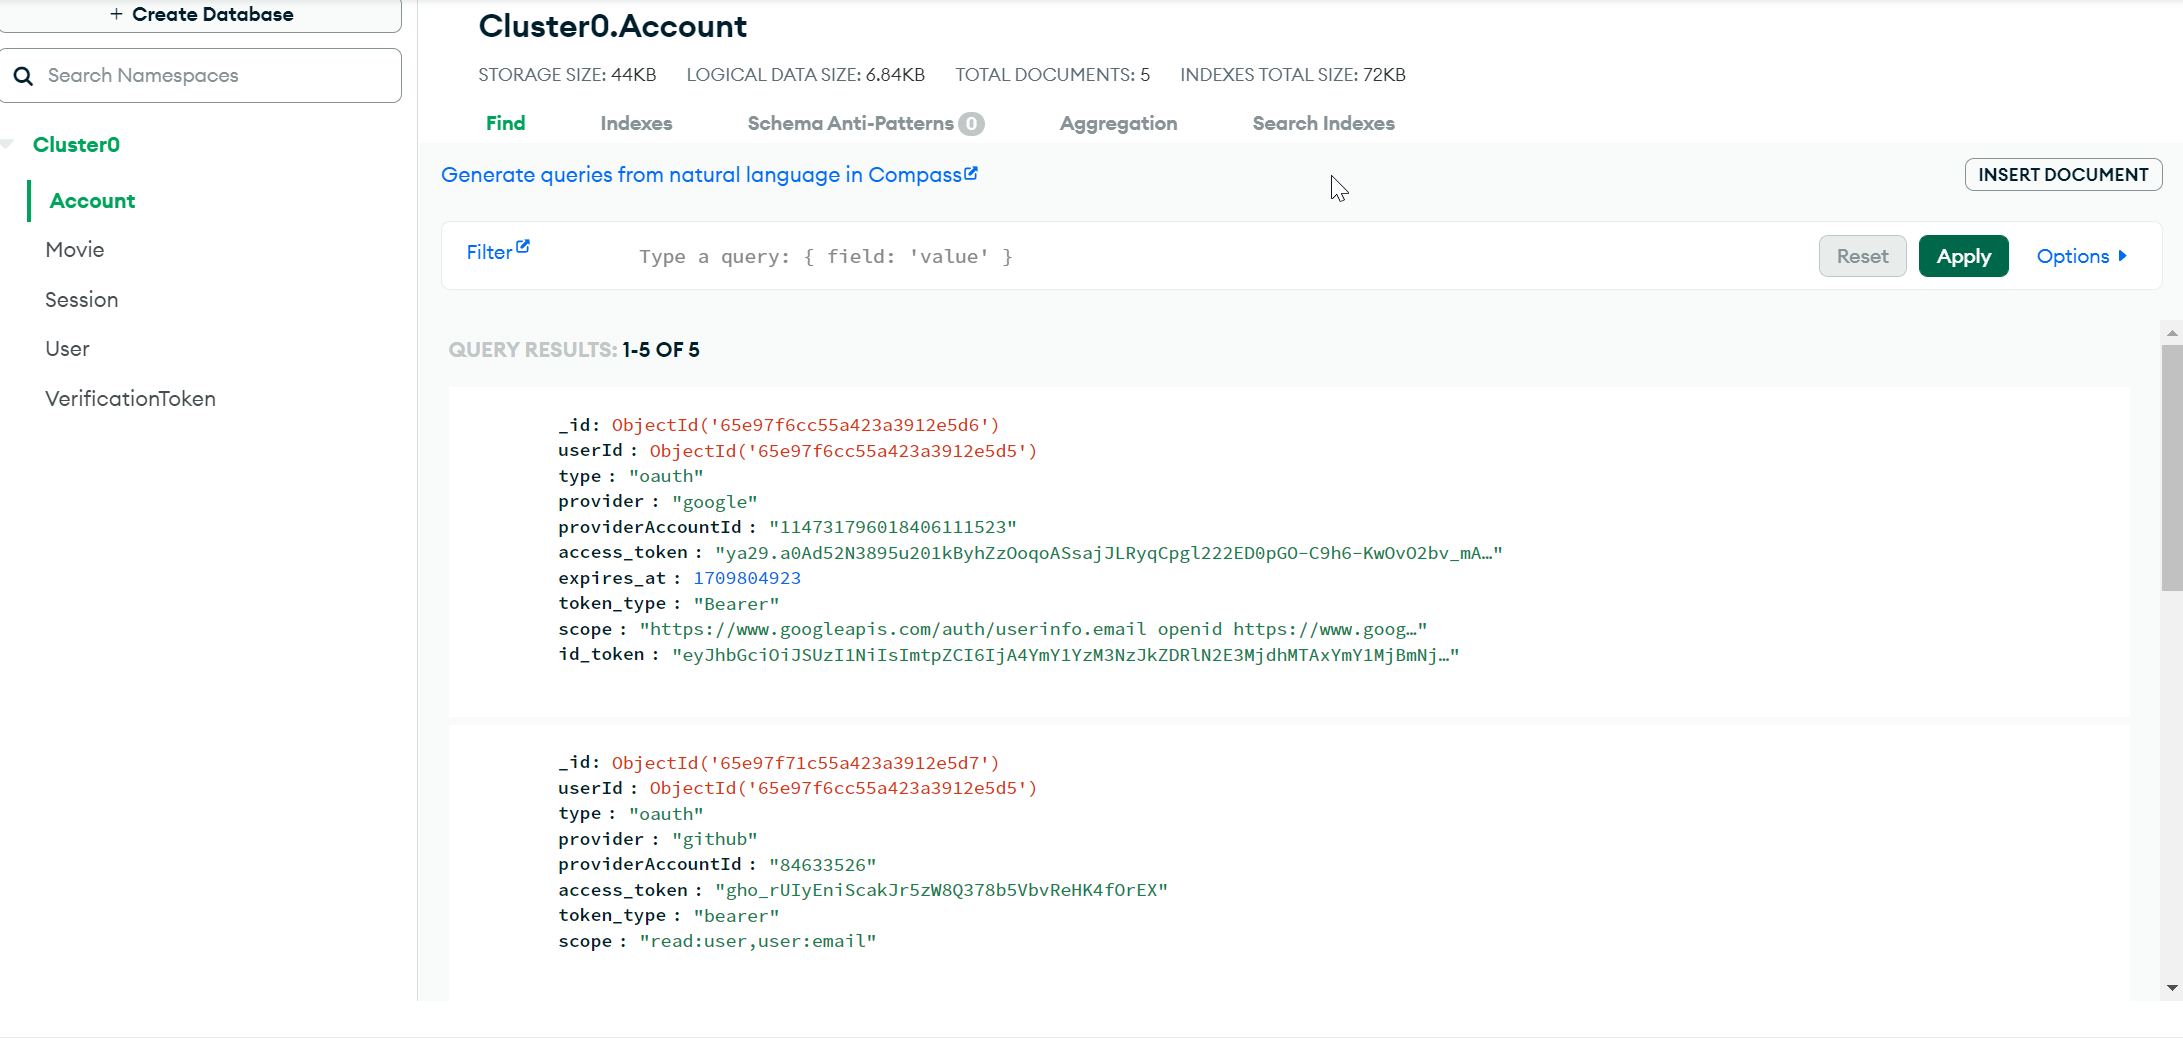 + Create Database
Search Namespaces
Cluster0
Account
Movie
Session
User
VerificationToken
Cluster0.Account
STORAGE SIZE: 44KB LOGICAL DATA SIZE: 6.84KB TOTAL DOCUMENTS: 5 INDEXES TOTAL SIZE: 72KB
Find Indexes Schema Anti-Patterns 0 Aggregation Search Indexes
Generate queries from natural language in Compass
INSERT DOCUMENT
Filter Type a query: { field: 'value' } Reset Apply Options
QUERY RESULTS: 1-5 OF 5
_id: ObjectId('65e97f6cc55a423a3912e5d6')
userId : ObjectId('65e97f6cc55a423a3912e5d5')
type : "oauth"
provider : "google"
providerAccountId : "114731796018406111523"
access_token : "ya29.a0Ad52N3895u201kByhZzOoqoASsajJLRyqCpgl222ED0pGO-C9h6-KwOvO2bv_mA…"
expires_at : 1709804923
token_type : "Bearer"
scope : "https://www.googleapis.com/auth/userinfo.email openid https://www.goog…"
id_token : "eyJhbGciOiJSUzI1NiIsImtpZCI6IjA4YmY1YzM3NzJkZDRlN2E3MjdhMTAxYmY1MjBmNj…"
_id: ObjectId('65e97f71c55a423a3912e5d7')
userId : ObjectId('65e97f6cc55a423a3912e5d5')
type : "oauth"
provider : "github"
providerAccountId : "84633526"
access_token : "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"
token_type : "bearer"
scope : "read:user,user:email"